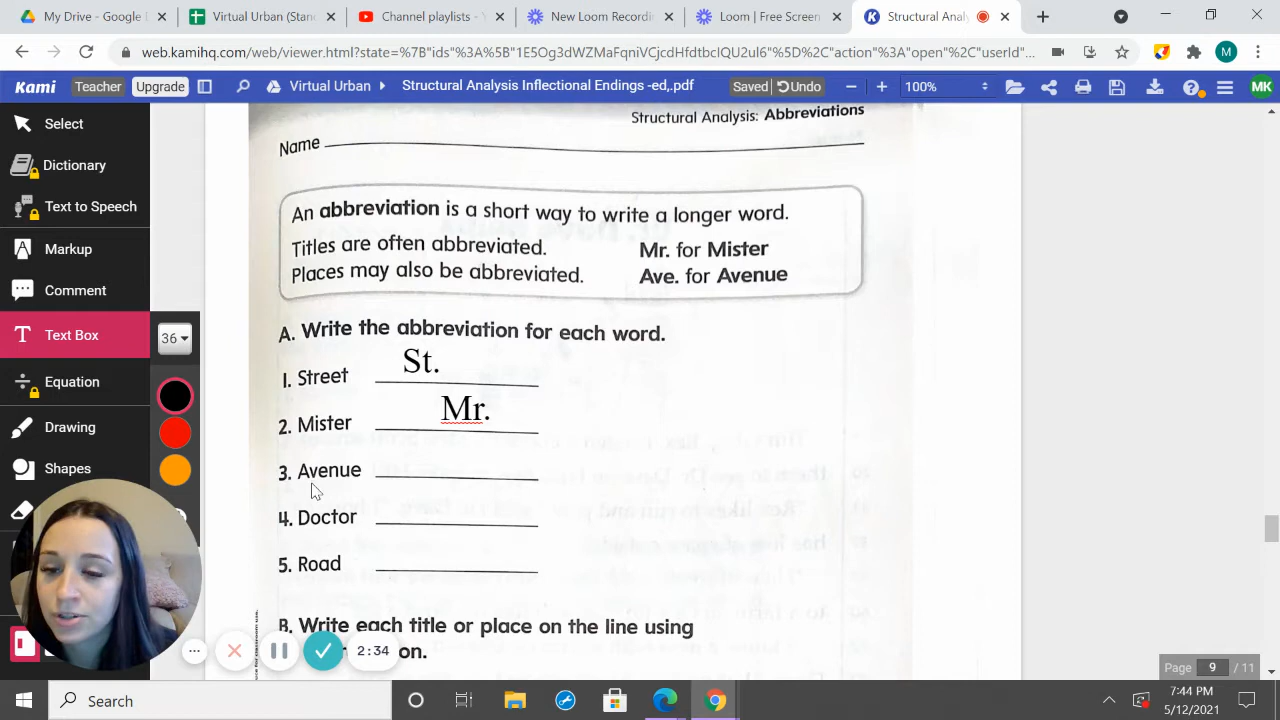 My Drive - Google D
Virtual Urban (Stand
Channel playlists - Y
New Loom Recordin
Loom | Free Screen
Structural Analy
web.kamihq.com/web/viewer.html?state=%7B"ids"%3A%5B"1E5Og3dWZMaFqniVCjcdHfdtbclQU2ul6"%5D%2C"action"%3A"open"%2C"userId"...
Kami Teacher Upgrade Virtual Urban Structural Analysis Inflectional Endings -ed,.pdf Saved Undo 100% MK
Select
Dictionary
Text to Speech
Markup
Comment
Text Box
36
Equation
Drawing
Shapes
Structural Analysis: Abbreviations
Name
An abbreviation is a short way to write a longer word.
Titles are often abbreviated. Mr. for Mister
Places may also be abbreviated. Ave. for Avenue
A. Write the abbreviation for each word.
1. Street St.
2. Mister Mr.
3. Avenue
4. Doctor
5. Road
B. Write each title or place on the line using
on.
2:34
Page 9 / 11
Search
7:44 PM
5/12/2021